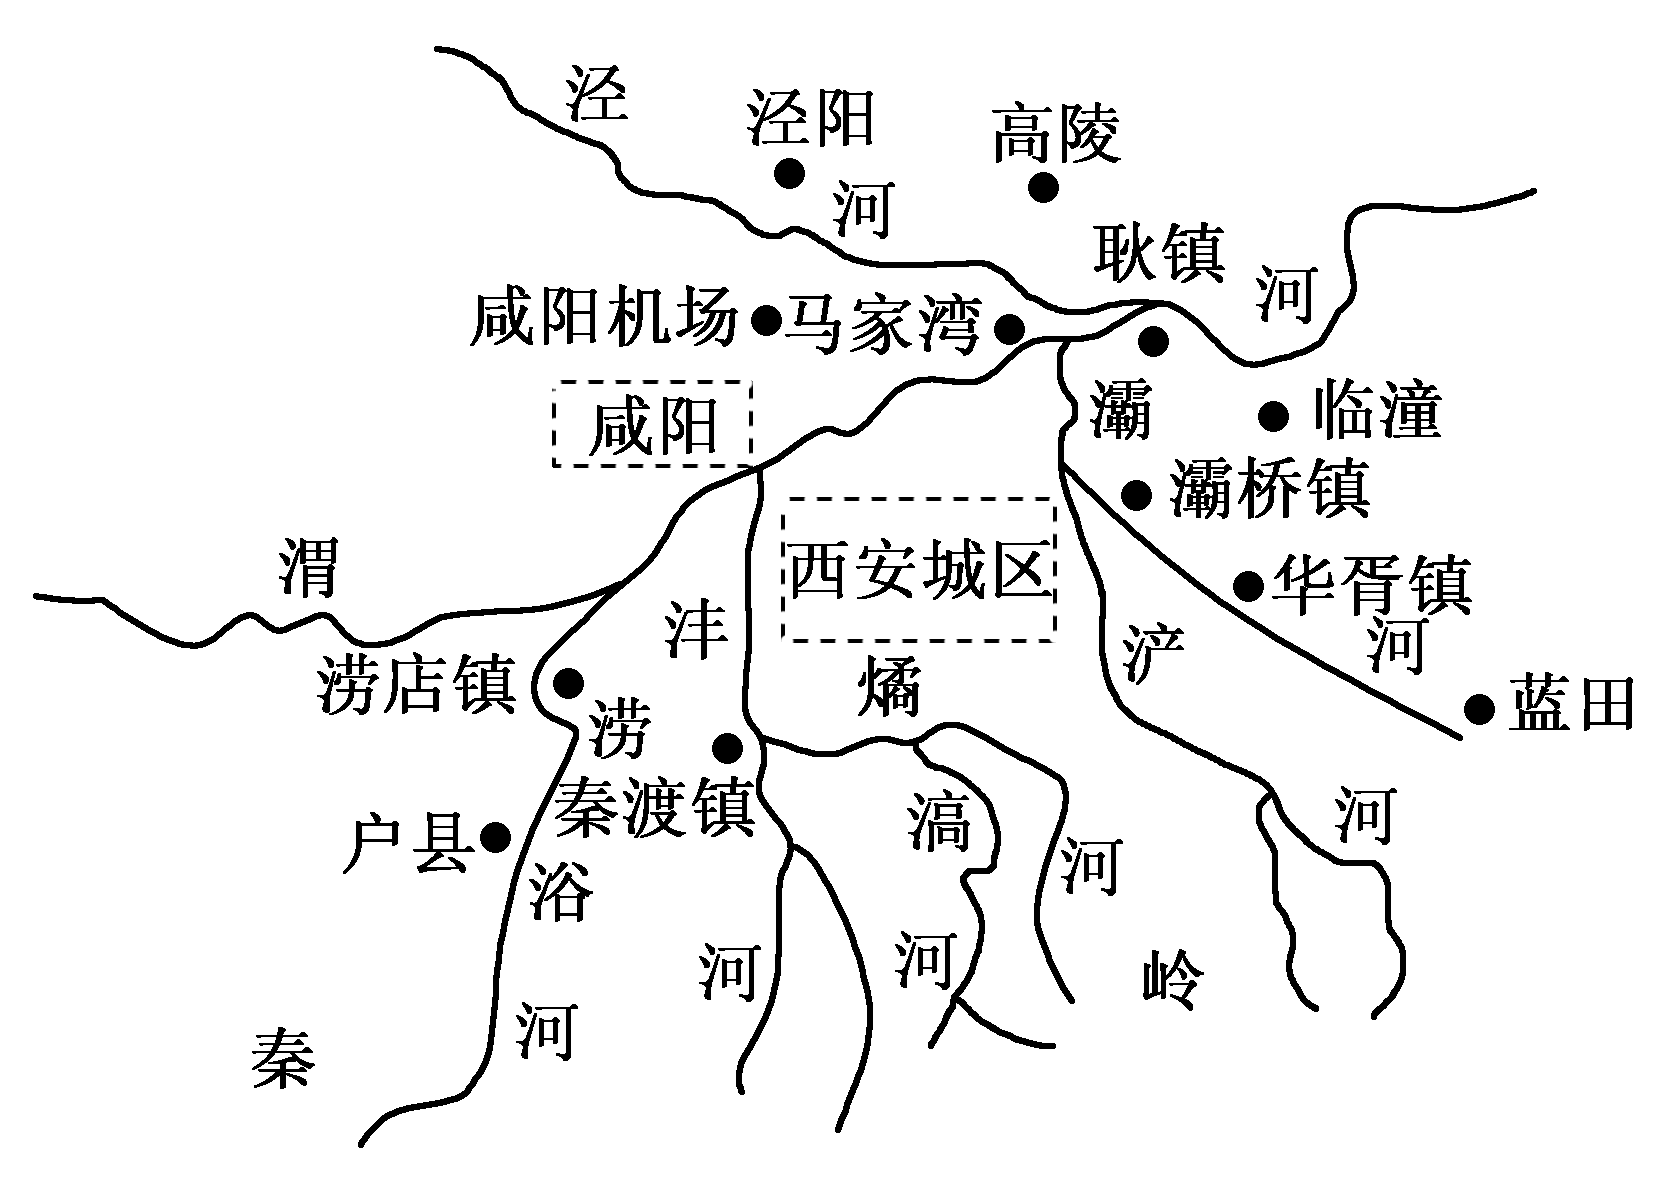 泾
泾阳
高陵
河
耿镇
河
咸阳机场
马家湾
咸阳
灞
临潼
灞桥镇
西安城区
渭
华胥镇
沣
浐
河
涝店镇
潏
蓝田
涝
秦渡镇
滈
河
户县
浴
河
河
河
岭
河
秦